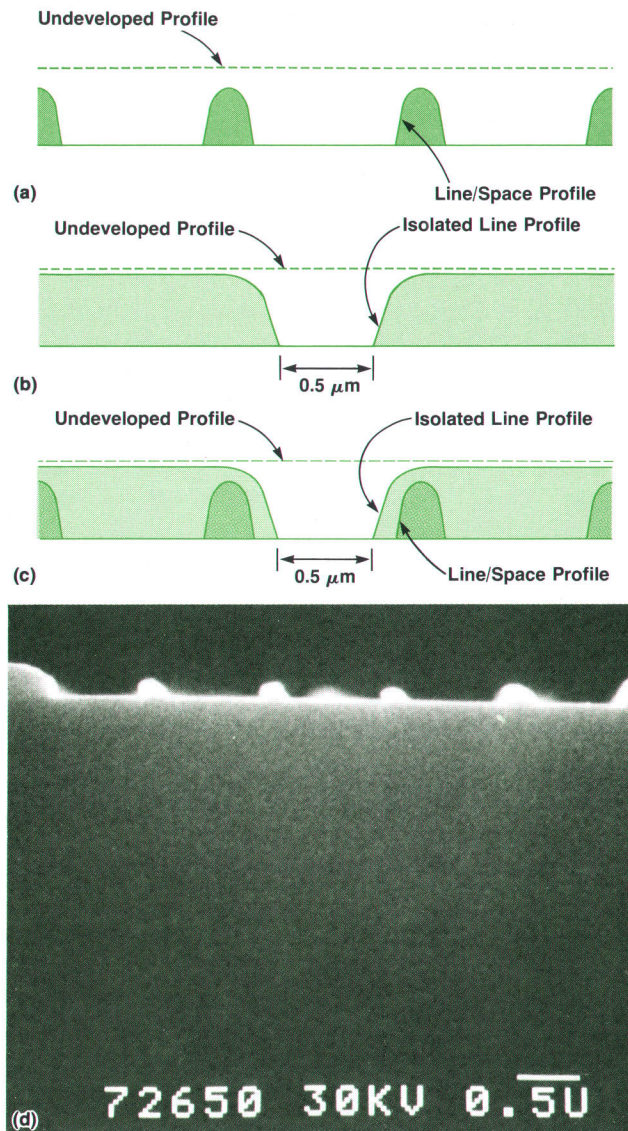 Undeveloped Profile
(a)
Line/Space Profile
Undeveloped Profile
Isolated Line Profile
(b)
0.5 μm
Undeveloped Profile
Isolated Line Profile
(c)
0.5 μm
Line/Space Profile
(d)
72650 30KV 0.5U